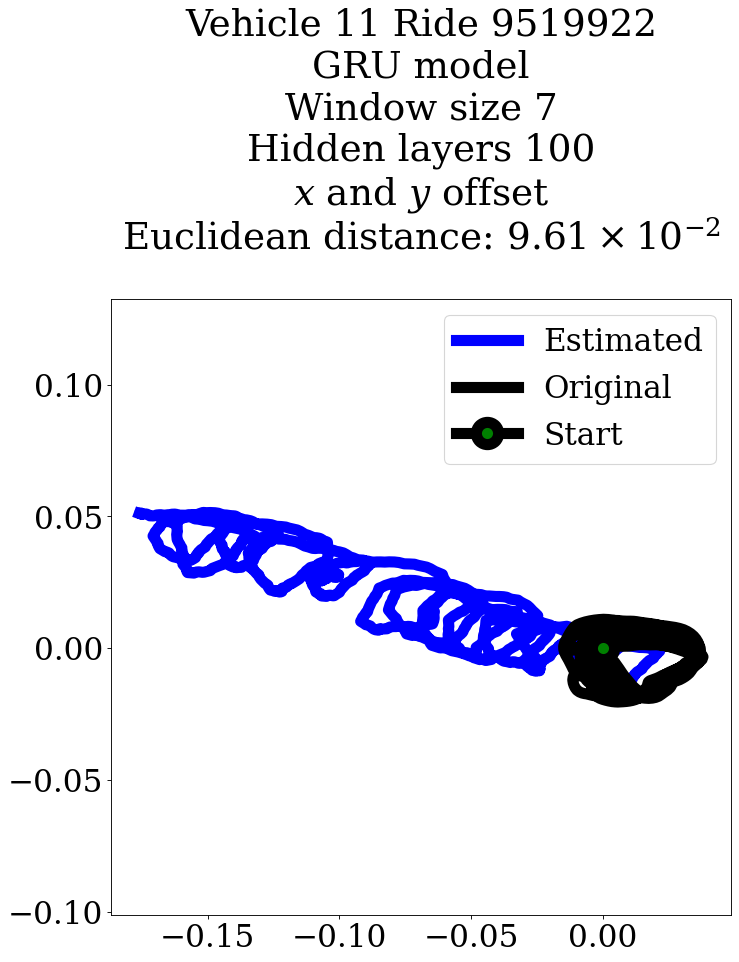 Vehicle 11 Ride 9519922
GRU model
Window size 7
Hidden layers 100
x and y offset
Euclidean distance: 9.61 × 10⁻²
Estimated
Original
Start
0.10
0.05
0.00
−0.05
−0.10
−0.15 −0.10 −0.05 0.00